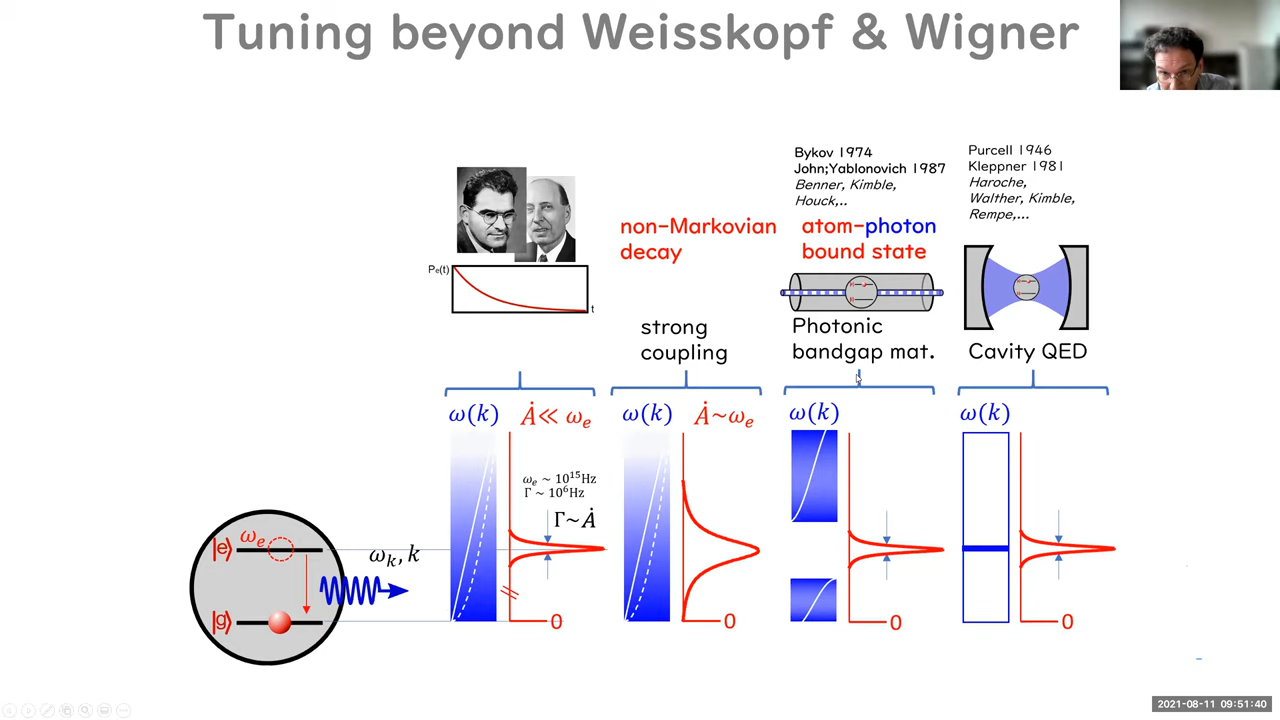 Tuning beyond Weisskopf & Wigner
Pe(t)
t
non-Markovian
decay
strong
coupling
Bykov 1974
John;Yablonovich 1987
Benner, Kimble,
Houck,..
atom-photon
bound state
Photonic
bandgap mat.
Purcell 1946
Kleppner 1981
Haroche,
Walther, Kimble,
Rempe,...
Cavity QED
ω(k) Ȧ≪ ωₑ
ω(k) Ȧ~ωₑ
ω(k)
ω(k)
ωₑ ~ 10¹⁵Hz
Γ ~ 10⁶Hz
Γ~Ȧ
|e⟩ ωₑ
ωₖ, k
|g⟩
0
0
0
0
2021-08-11 09:51:40